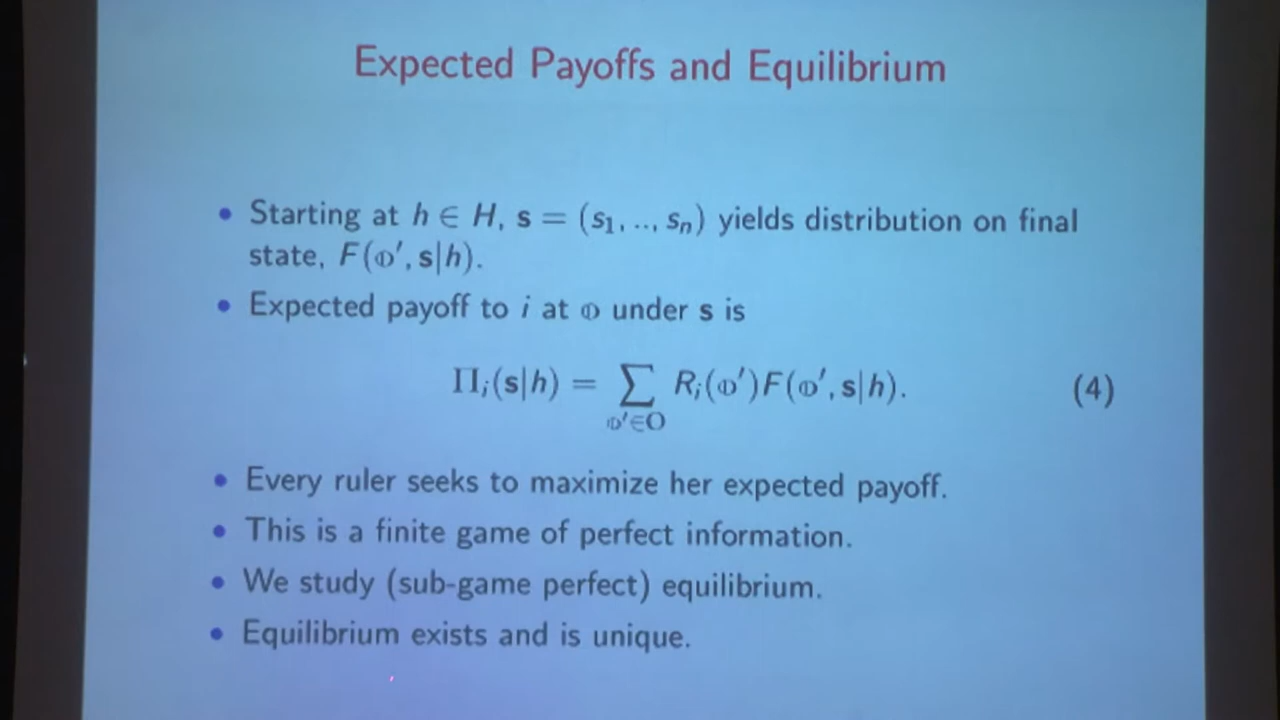 Expected Payoffs and Equilibrium
• Starting at h ∈ H, s = (s₁, .., sₙ) yields distribution on final
state, F(𝕠′, s|h).
• Expected payoff to i at 𝕠 under s is
Πᵢ(s|h) = ∑ Rᵢ(𝕠′)F(𝕠′, s|h). (4)
𝕠′∈𝕆
• Every ruler seeks to maximize her expected payoff.
• This is a finite game of perfect information.
• We study (sub-game perfect) equilibrium.
• Equilibrium exists and is unique.